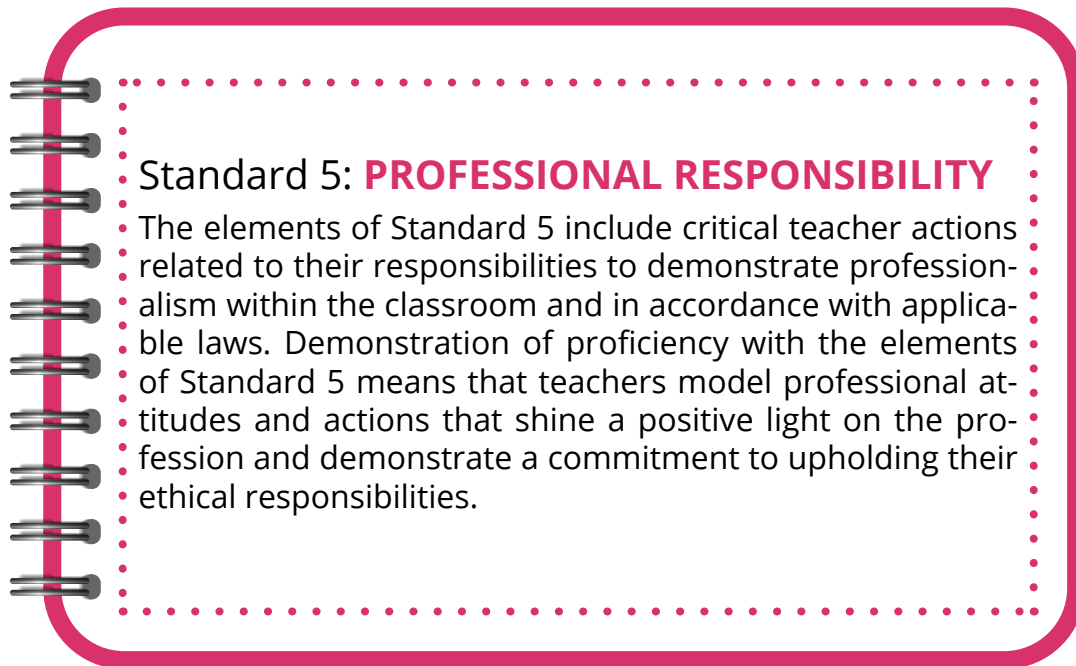 Standard 5: PROFESSIONAL RESPONSIBILITY
The elements of Standard 5 include critical teacher actions
related to their responsibilities to demonstrate profession-
alism within the classroom and in accordance with applica-
ble laws. Demonstration of proficiency with the elements
of Standard 5 means that teachers model professional at-
titudes and actions that shine a positive light on the pro-
fession and demonstrate a commitment to upholding their
ethical responsibilities.